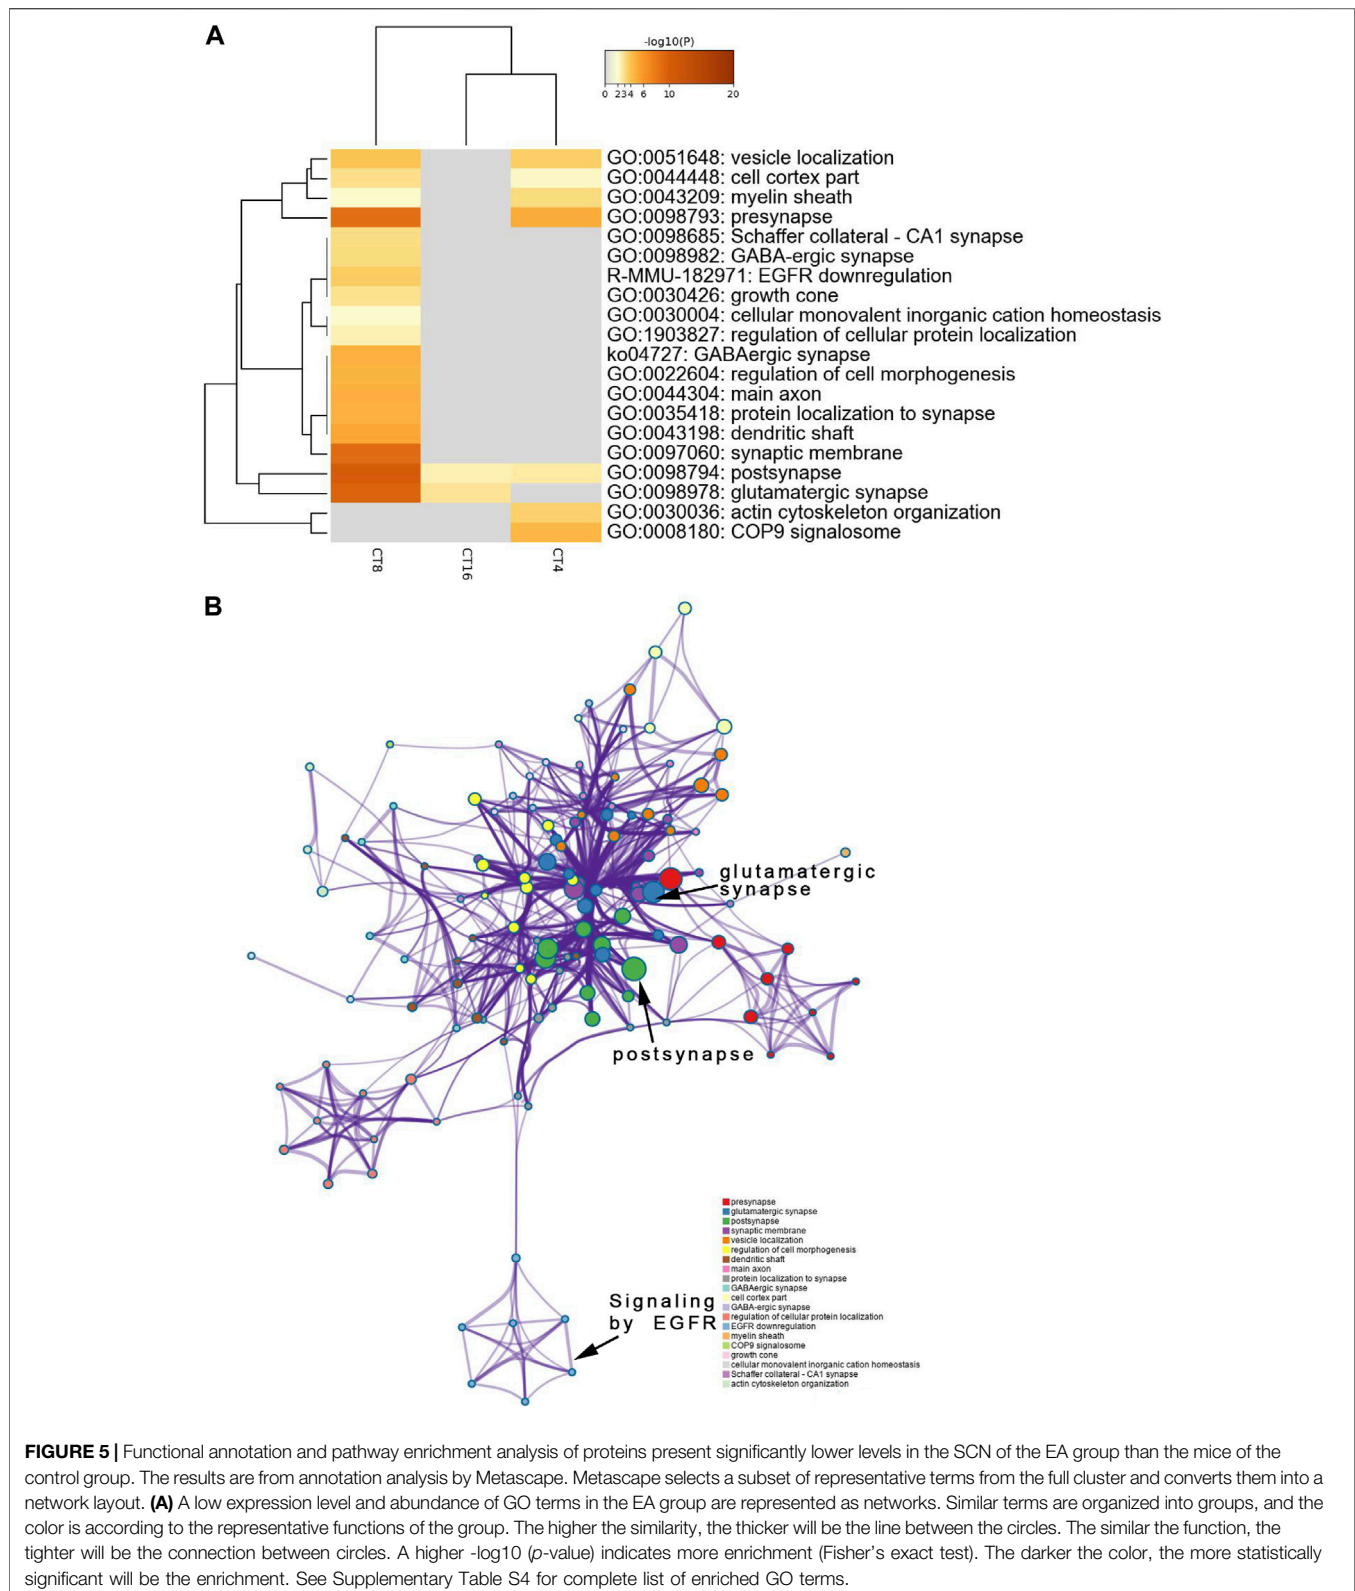 A
-log10(P)
0 2 3 4 6 10 20
GO:0051648: vesicle localization
GO:0044448: cell cortex part
GO:0043209: myelin sheath
GO:0098793: presynapse
GO:0098685: Schaffer collateral - CA1 synapse
GO:0098982: GABA-ergic synapse
R-MMU-182971: EGFR downregulation
GO:0030426: growth cone
GO:0030004: cellular monovalent inorganic cation homeostasis
GO:1903827: regulation of cellular protein localization
ko04727: GABAergic synapse
GO:0022604: regulation of cell morphogenesis
GO:0044304: main axon
GO:0035418: protein localization to synapse
GO:0043198: dendritic shaft
GO:0097060: synaptic membrane
GO:0098794: postsynapse
GO:0098978: glutamatergic synapse
GO:0030036: actin cytoskeleton organization
GO:0008180: COP9 signalosome
CT8
CT16
CT4
B
glutamatergic
synapse
postsynapse
Signaling
by EGFR
presynapse
glutamatergic synapse
postsynapse
synaptic membrane
vesicle localization
regulation of cell morphogenesis
dendritic shaft
main axon
protein localization to synapse
GABAergic synapse
cell cortex part
GABA-ergic synapse
regulation of cellular protein localization
EGFR downregulation
myelin sheath
COP9 signalosome
growth cone
cellular monovalent inorganic cation homeostasis
Schaffer collateral - CA1 synapse
actin cytoskeleton organization
FIGURE 5 | Functional annotation and pathway enrichment analysis of proteins present significantly lower levels in the SCN of the EA group than the mice of the
control group. The results are from annotation analysis by Metascape. Metascape selects a subset of representative terms from the full cluster and converts them into a
network layout. (A) A low expression level and abundance of GO terms in the EA group are represented as networks. Similar terms are organized into groups, and the
color is according to the representative functions of the group. The higher the similarity, the thicker will be the line between the circles. The similar the function, the
tighter will be the connection between circles. A higher -log10 (p-value) indicates more enrichment (Fisher's exact test). The darker the color, the more statistically
significant will be the enrichment. See Supplementary Table S4 for complete list of enriched GO terms.